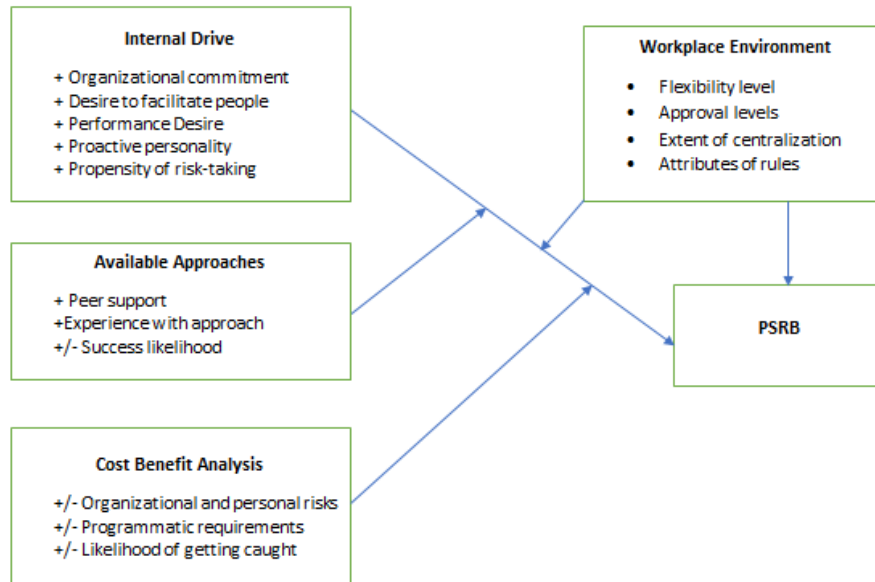 Internal Drive
+ Organizational commitment
+ Desire to facilitate people
+ Performance Desire
+ Proactive personality
+ Propensity of risk-taking
Workplace Environment
• Flexibility level
• Approval levels
• Extent of centralization
• Attributes of rules
Available Approaches
+ Peer support
+Experience with approach
+/- Success likelihood
PSRB
Cost Benefit Analysis
+/- Organizational and personal risks
+/- Programmatic requirements
+/- Likelihood of getting caught